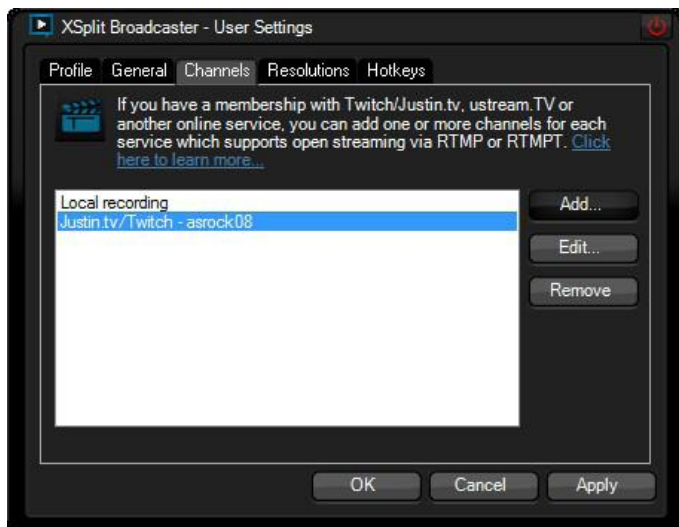 XSplit Broadcaster - User Settings
Profile General Channels Resolutions Hotkeys
If you have a membership with Twitch/Justin.tv, ustream.TV or
another online service, you can add one or more channels for each
service which supports open streaming via RTMP or RTMPT. Click
here to learn more...
Local recording
Justin.tv/Twitch - asrock08
Add...
Edit...
Remove
OK Cancel Apply